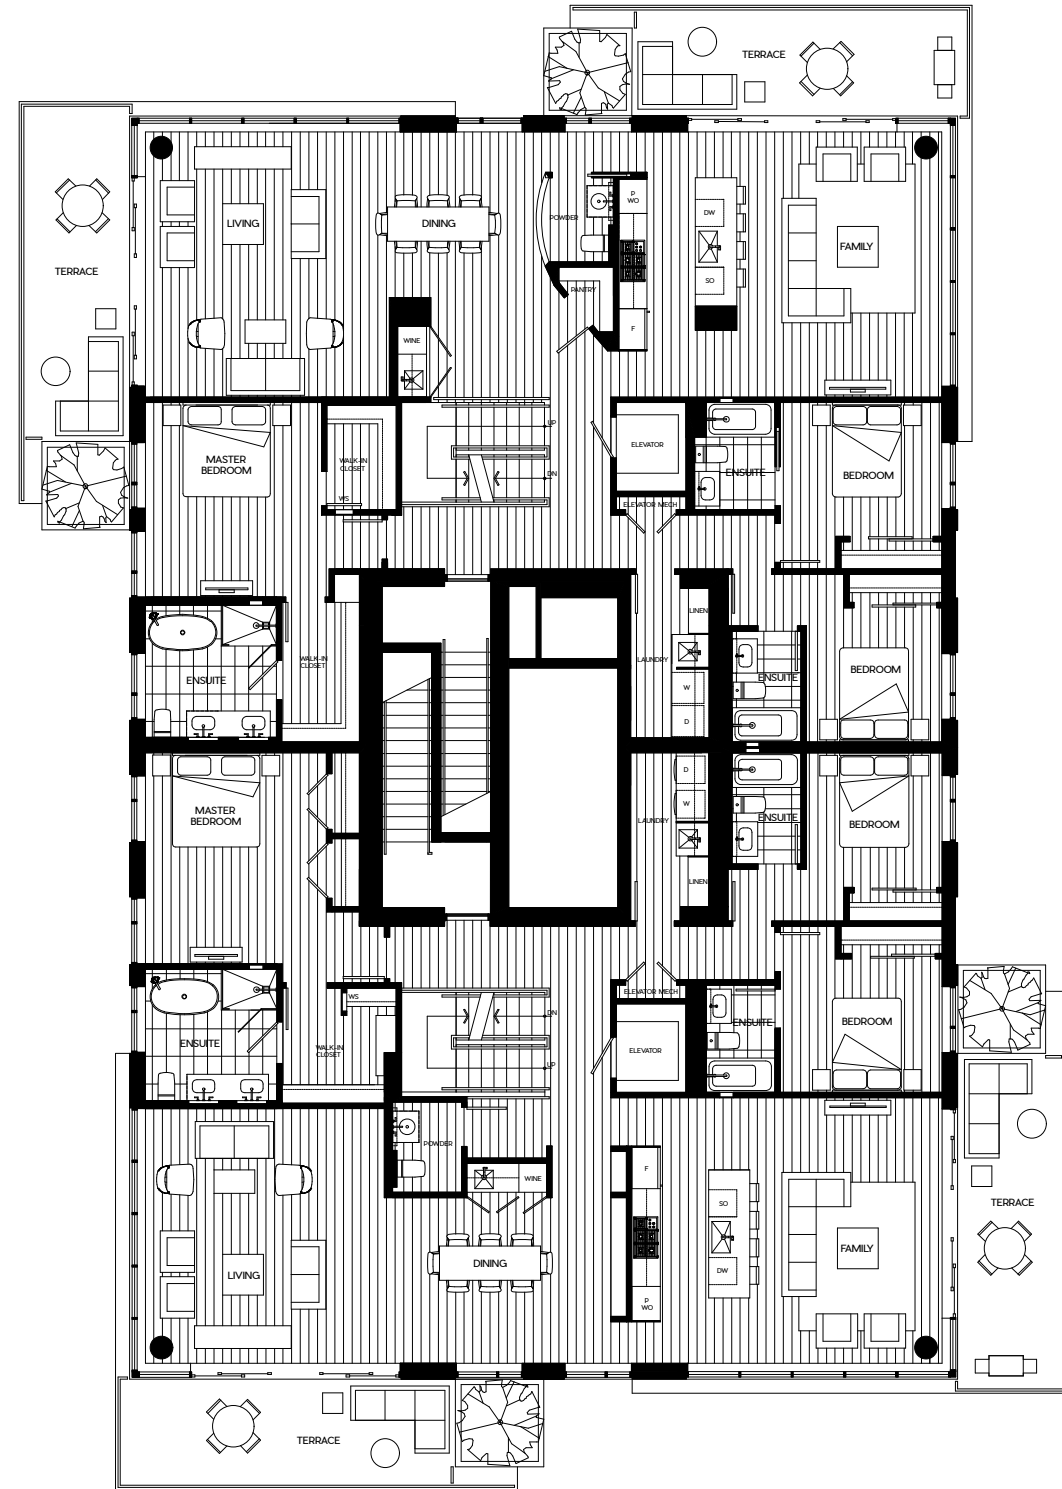 TERRACE
P
WO
DW
POWDER
LIVING
DINING
FAMILY
TERRACE
SO
PANTRY
F
WINE
UP
ELEVATOR
MASTER
BEDROOM
WALK-IN
CLOSET
ENSUITE
BEDROOM
DN
WS
ELEVATOR MECH
LINEN
WALK-IN
CLOSET
LAUNDRY
BEDROOM
ENSUITE
ENSUITE
W
D
D
W
MASTER
BEDROOM
LAUNDRY
ENSUITE
BEDROOM
LINEN
ELEVATOR MECH
WS
DN
ENSUITE
BEDROOM
ENSUITE
WALK-IN
CLOSET
ELEVATOR
UP
POWDER
F
WINE
SO
TERRACE
DINING
FAMILY
LIVING
DW
P
WO
TERRACE